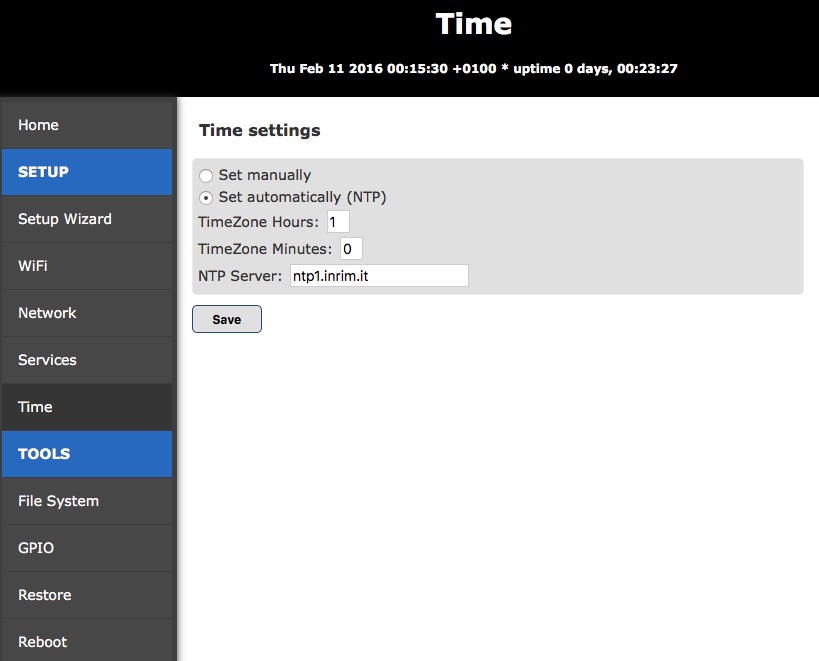 Time
Thu Feb 11 2016 00:15:30 +0100 * uptime 0 days, 00:23:27
Home
SETUP
Setup Wizard
WiFi
Network
Services
Time
TOOLS
File System
GPIO
Restore
Reboot
Time settings
Set manually
Set automatically (NTP)
TimeZone Hours: 1
TimeZone Minutes: 0
NTP Server: ntp1.inrim.it
Save